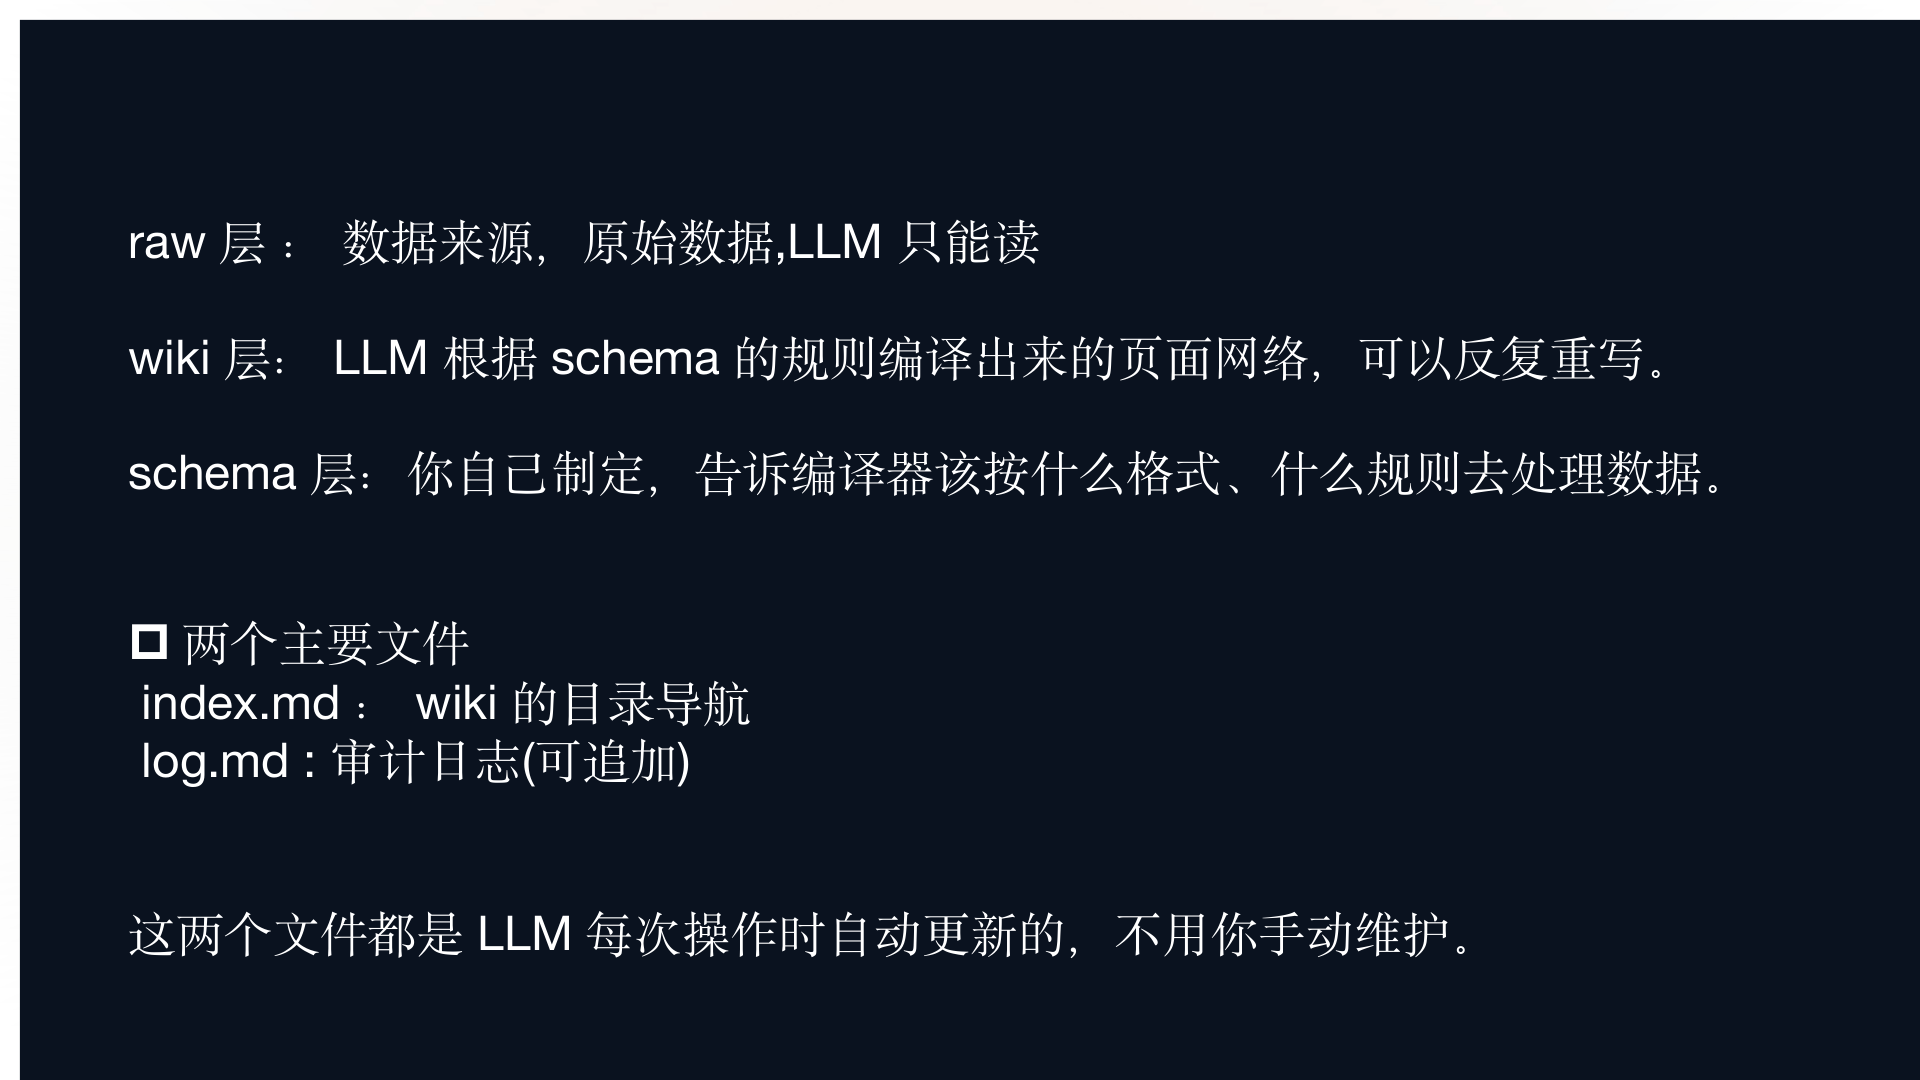 raw 层 : 数据来源，原始数据,LLM 只能读
wiki 层： LLM 根据 schema 的规则编译出来的页面网络，可以反复重写。
schema 层：你自己制定，告诉编译器该按什么格式、什么规则去处理数据。
两个主要文件
index.md : wiki 的目录导航
log.md : 审计日志(可追加)
这两个文件都是 LLM 每次操作时自动更新的，不用你手动维护。